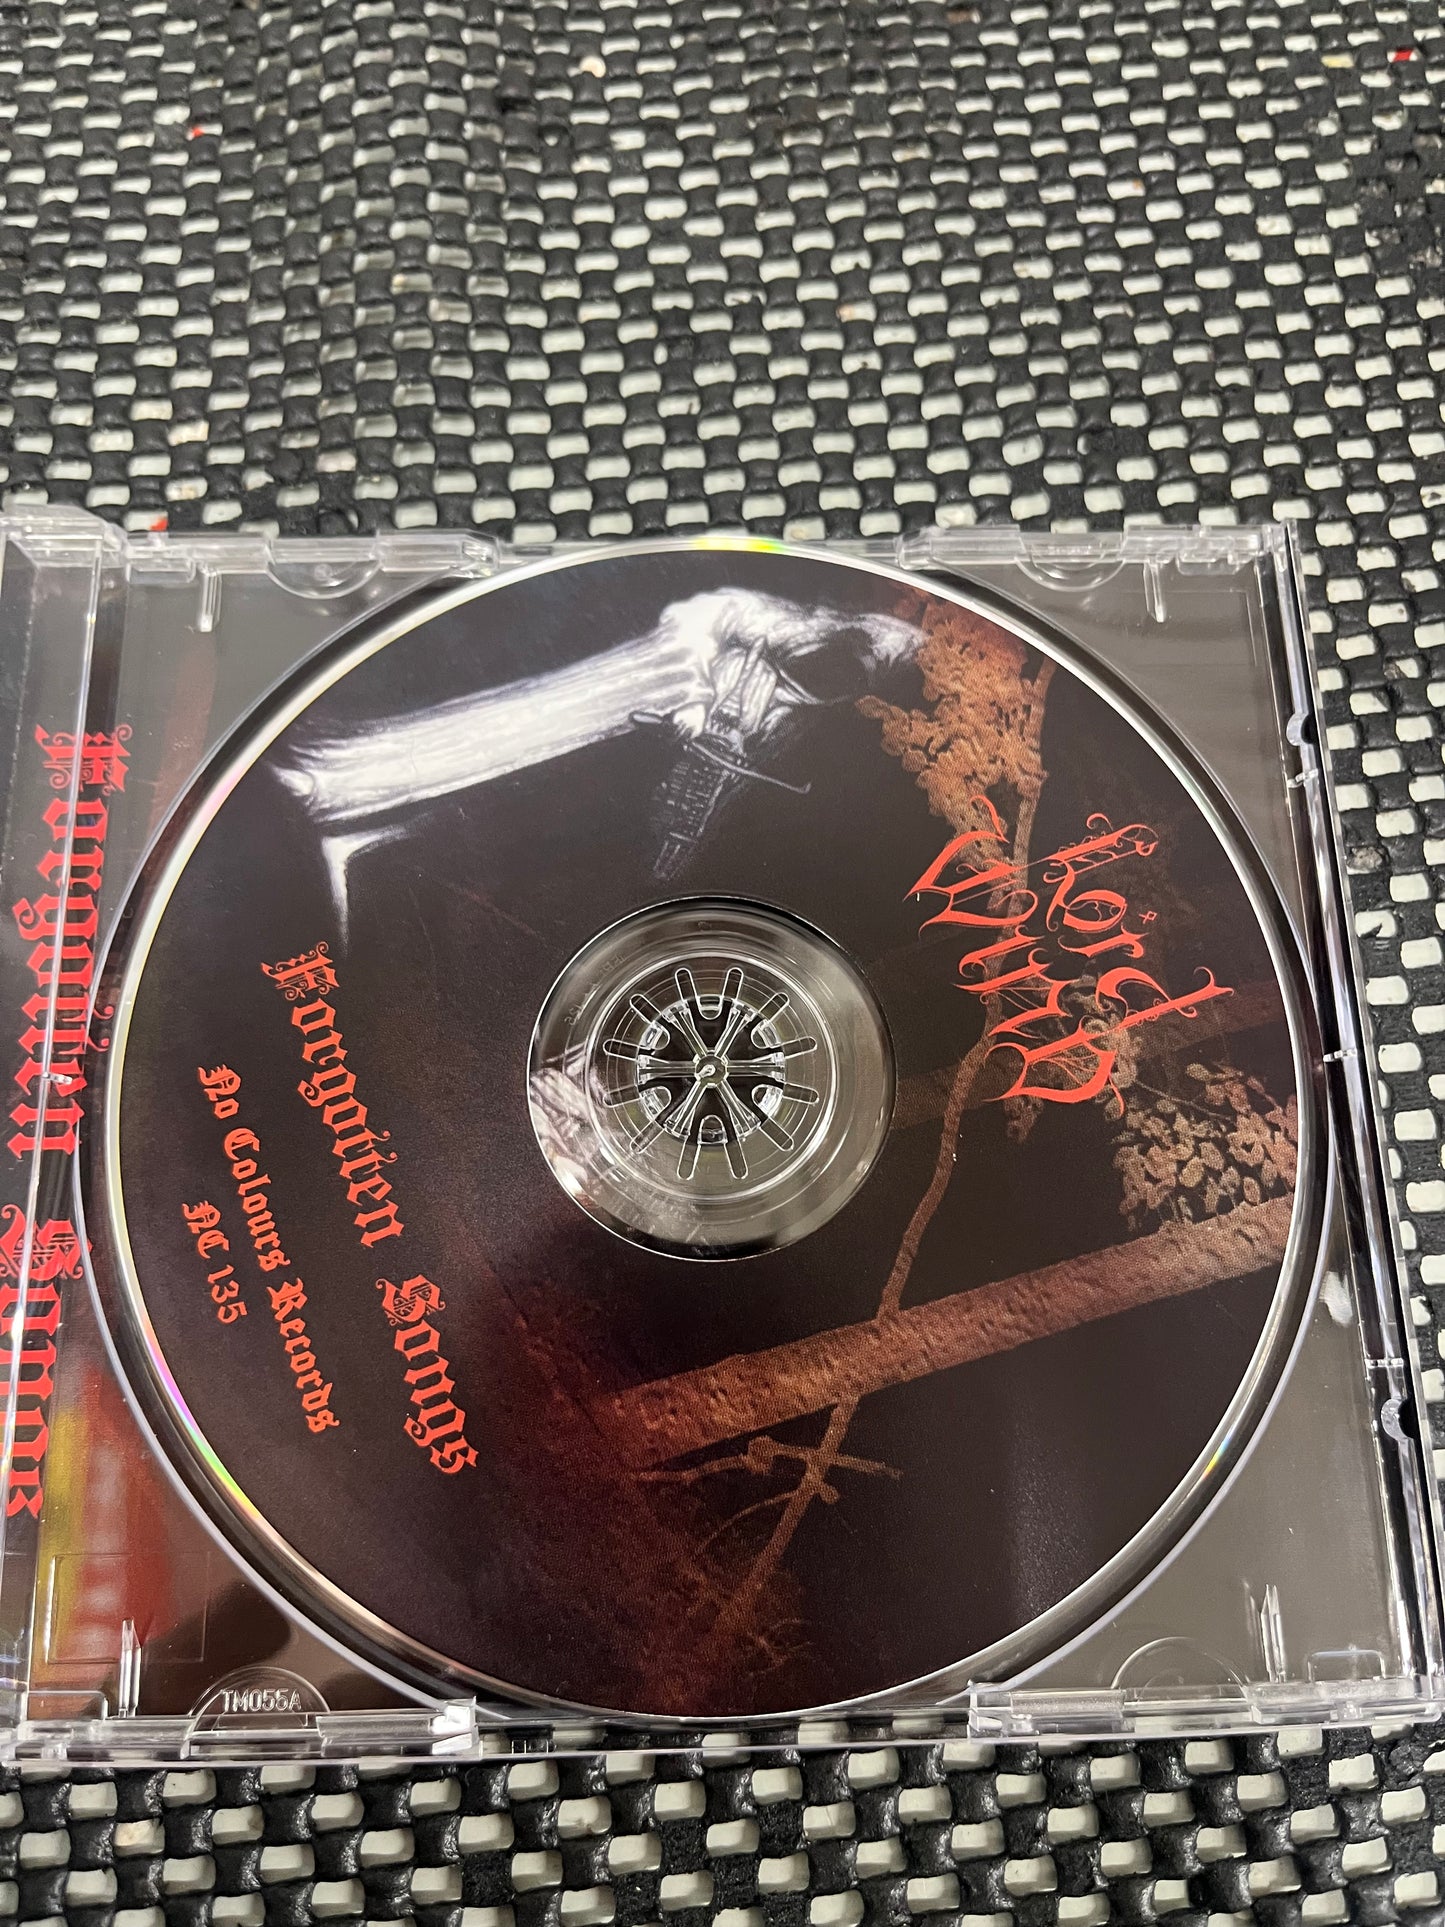 Lord
Wind
Forgotten Songs
No Colours Records
NC 135
Forgotten Songs
TM055A